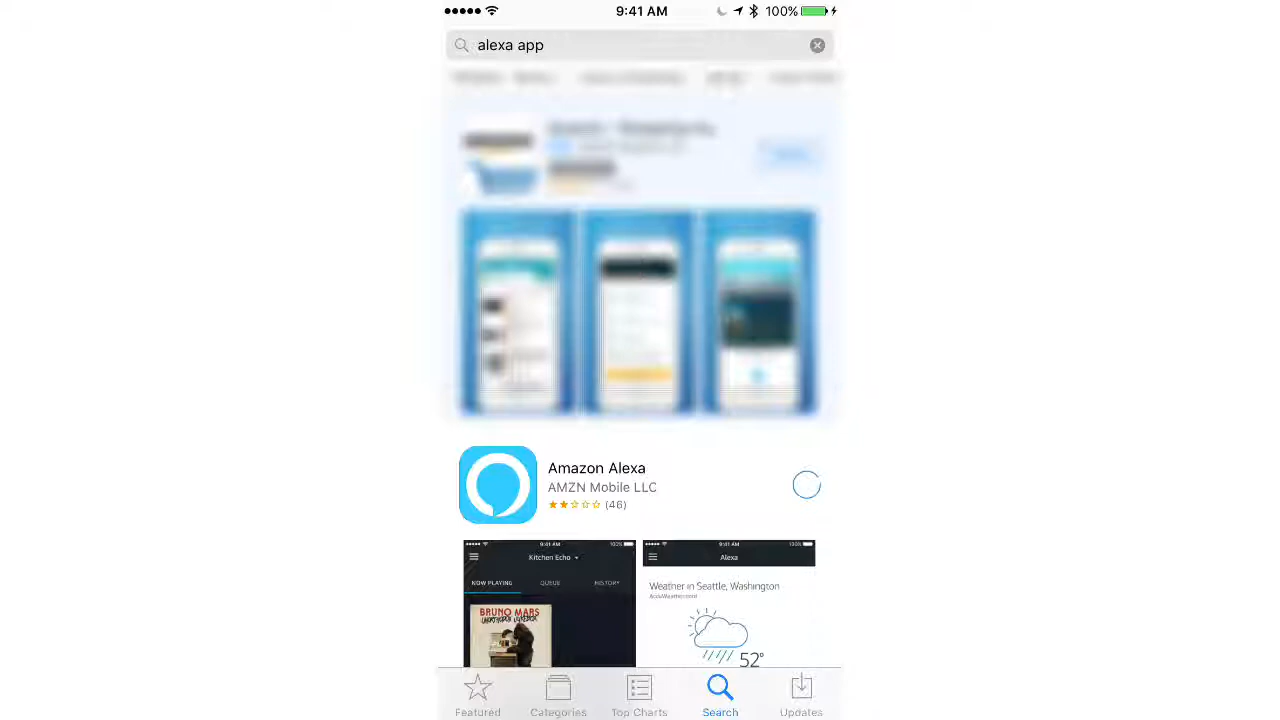 9:41 AM
100%
alexa app
Amazon Alexa
AMZN Mobile LLC
(46)
9:41 AM 100%
Kitchen Echo
NOW PLAYING QUEUE HISTORY
BRUNO MARS
UNORTHODOX JUKEBOX
9:41 AM 100%
Alexa
Weather in Seattle, Washington
52°
Featured Categories Top Charts Search Updates